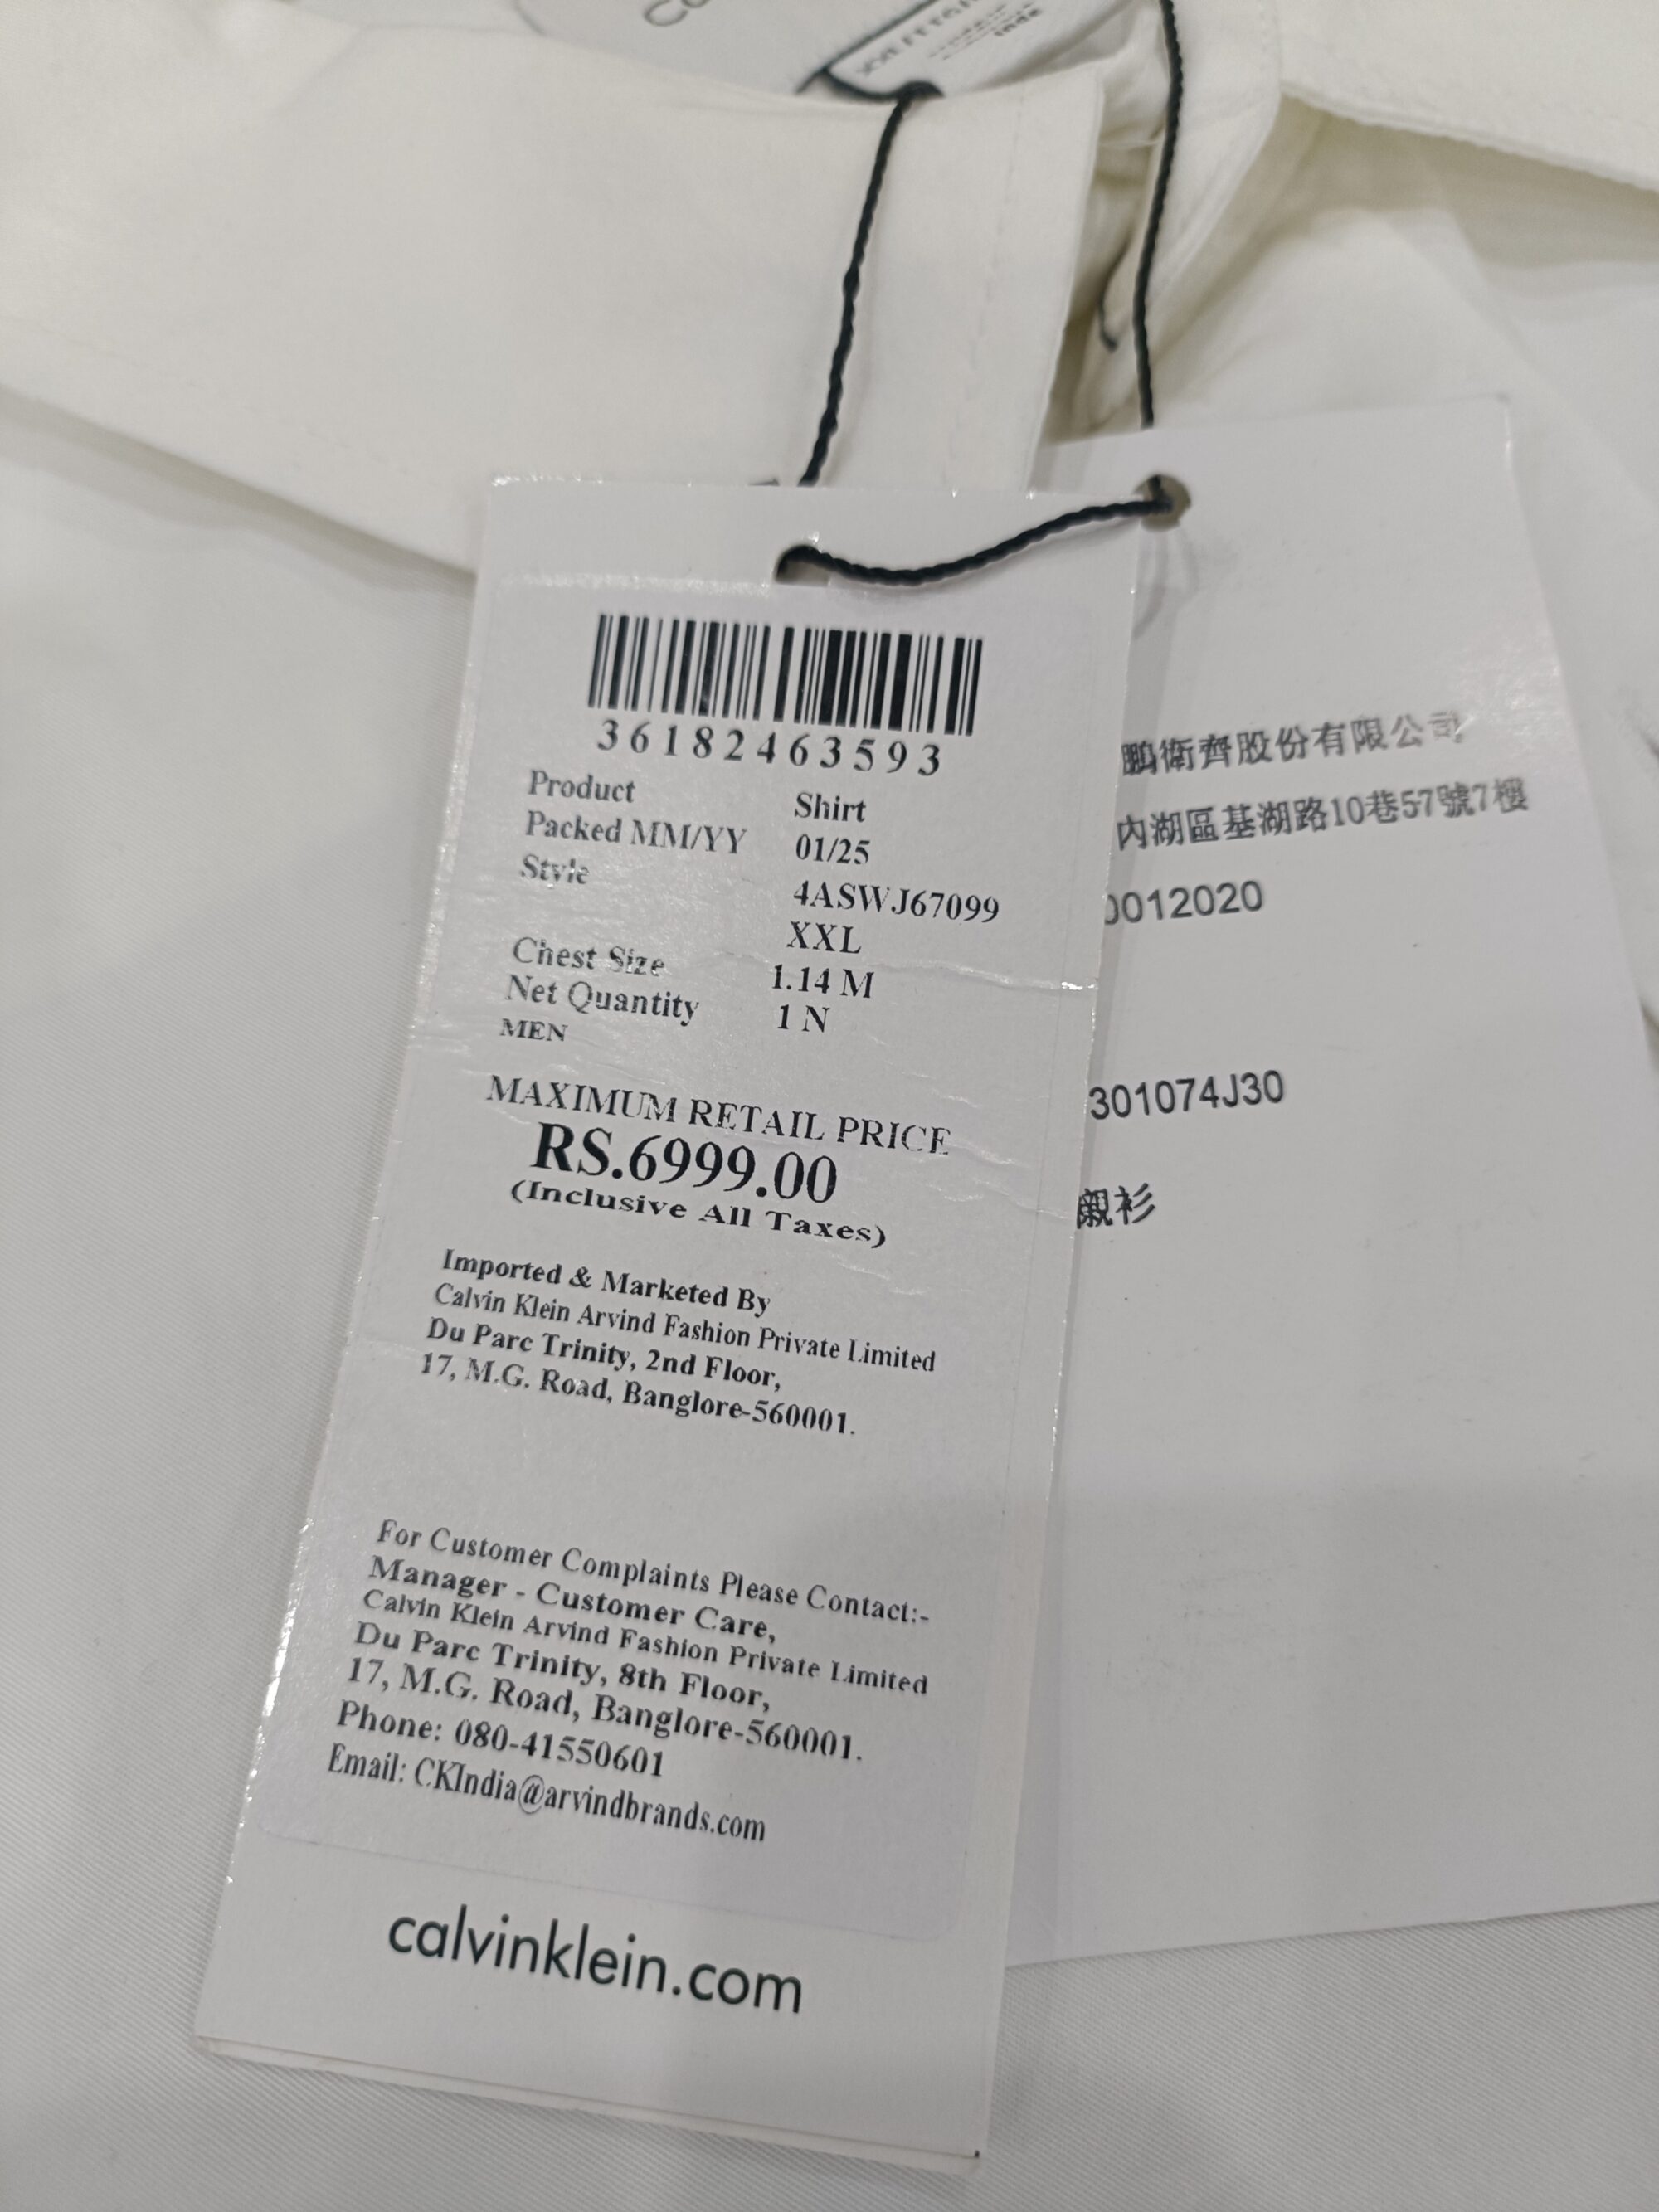 36182463593
Product Shirt
Packed MM/YY 01/25
Style 4ASWJ67099
XXL
Chest Size 1.14 M
Net Quantity 1 N
MEN
MAXIMUM RETAIL PRICE
RS.6999.00
(Inclusive All Taxes)
Imported & Marketed By
Calvin Klein Arvind Fashion Private Limited
Du Parc Trinity, 2nd Floor,
17, M.G. Road, Banglore-560001.
For Customer Complaints Please Contact:-
Manager - Customer Care,
Calvin Klein Arvind Fashion Private Limited
Du Parc Trinity, 8th Floor,
17, M.G. Road, Banglore-560001.
Phone: 080-41550601
Email: CKIndia@arvindbrands.com
calvinklein.com
鵬衛齊股份有限公司
內湖區基湖路10巷57號7樓
0012020
301074J30
襯衫